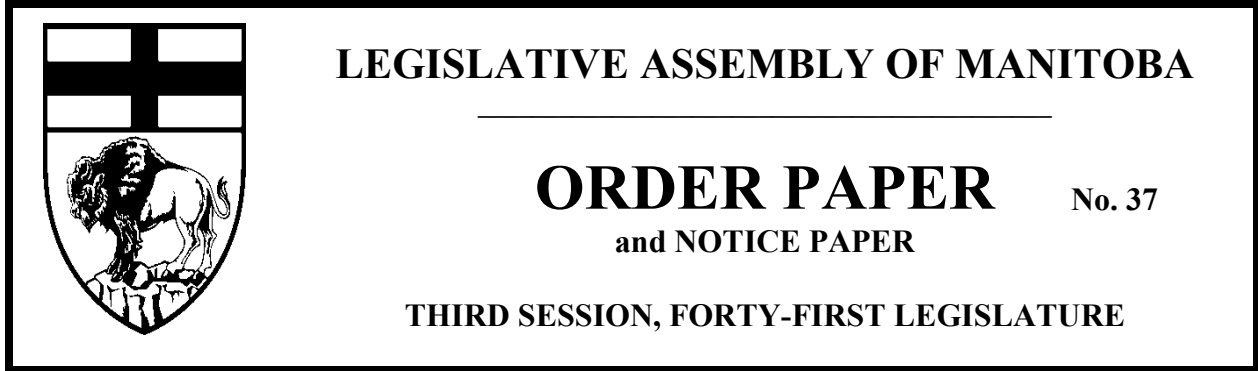 LEGISLATIVE ASSEMBLY OF MANITOBA
ORDER PAPER No. 37
and NOTICE PAPER
THIRD SESSION, FORTY-FIRST LEGISLATURE